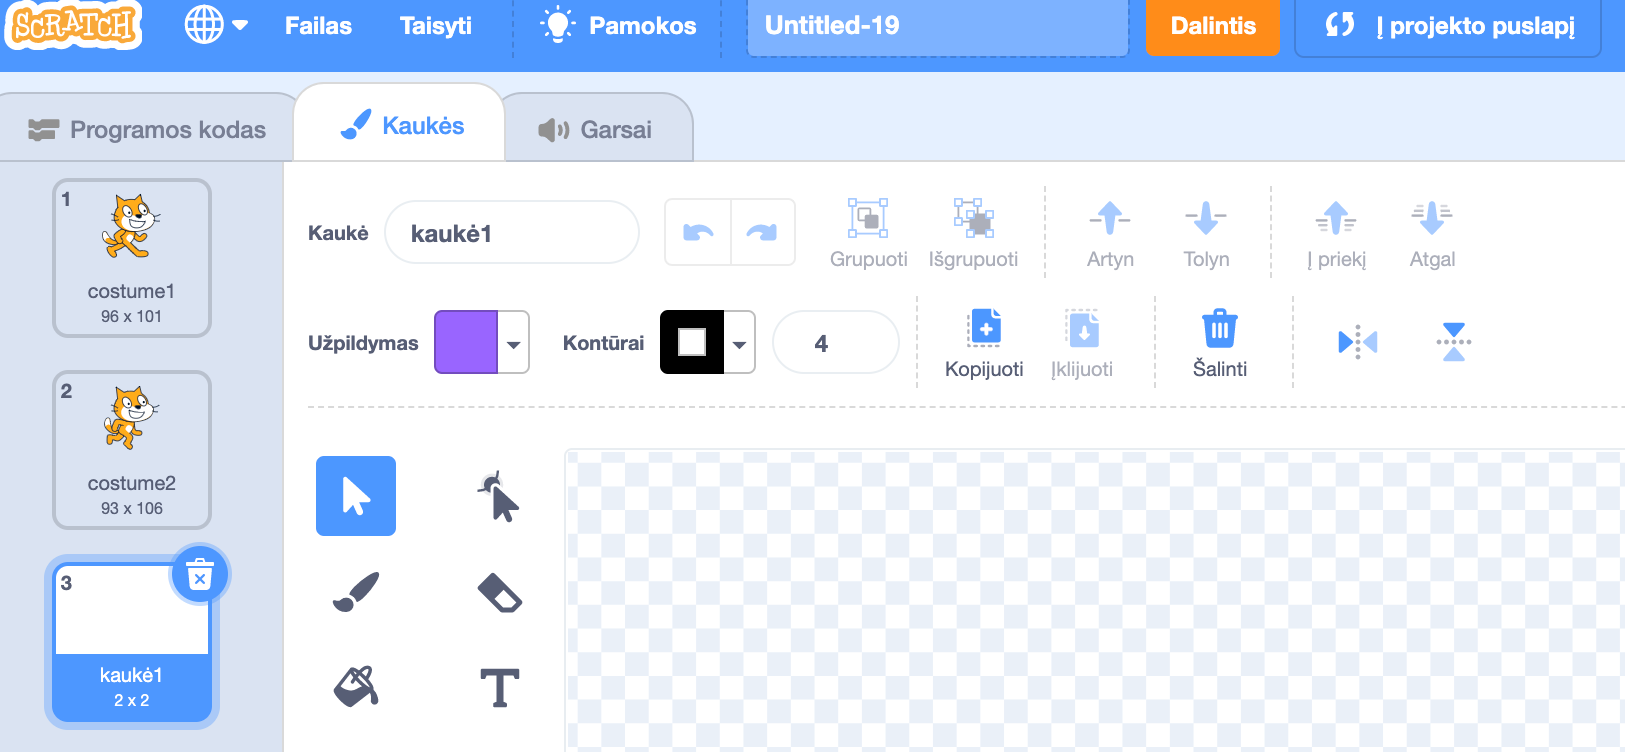 SCRATCH Failas Taisyti Pamokos Untitled-19 Dalintis Į projekto puslapį
Programos kodas Kaukės Garsai
1
costume1
96 x 101
2
costume2
93 x 106
3
kaukė1
2 x 2
Kaukė kaukė1 Grupuoti Išgrupuoti Artyn Tolyn Į priekį Atgal
Užpildymas Kontūrai 4 Kopijuoti Įklijuoti Šalinti
T